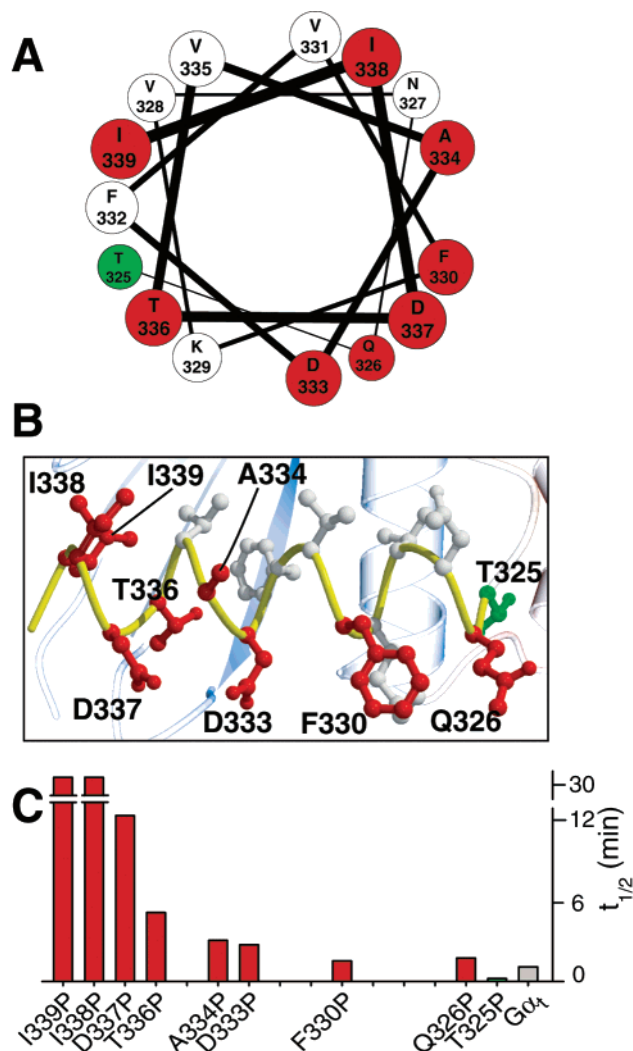 A
V
331
I
338
V
335
V
328
N
327
I
339
A
334
F
332
F
330
T
325
T
336
D
337
K
329
Q
326
D
333
B
I338
I339
A334
T336
T325
D337
D333
F330
Q326
C
30
12
6
0
t1/2 (min)
I339P
I338P
D337P
T336P
A334P
D333P
F330P
Q326P
T325P
Gαt